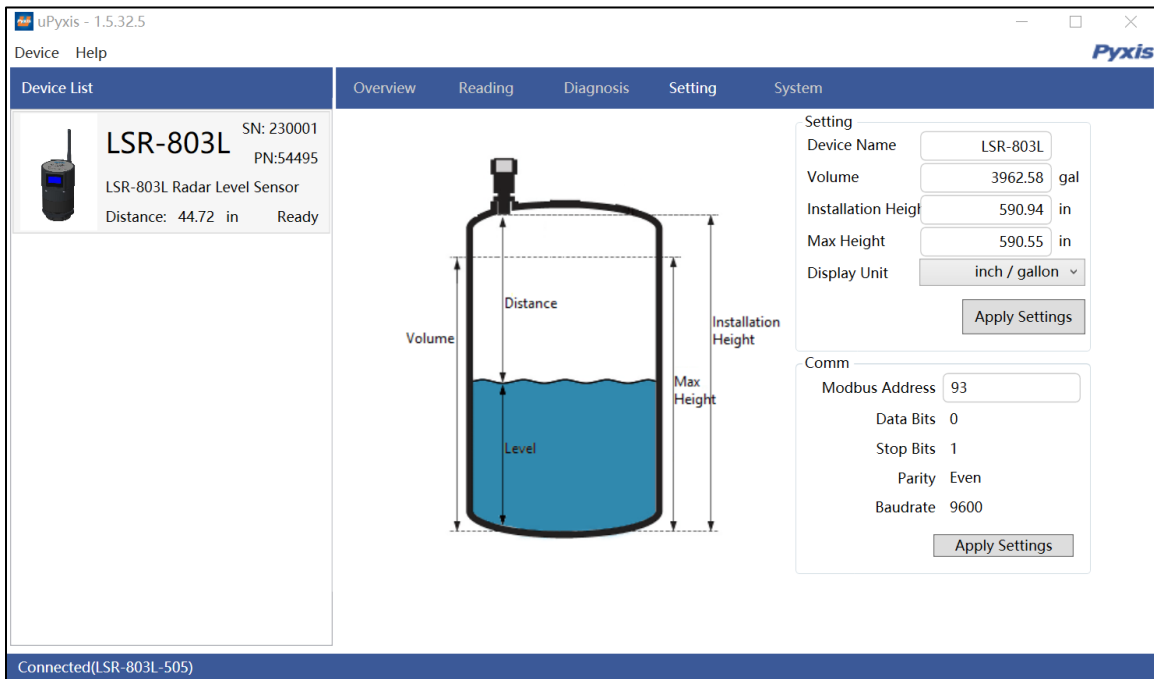 uPyxis - 1.5.32.5
Device Help
Pyxis
Device List
Overview Reading Diagnosis Setting System
LSR-803L
SN: 230001
PN:54495
LSR-803L Radar Level Sensor
Distance: 44.72 in Ready
Distance
Volume
Installation
Height
Max
Height
Level
Setting
Device Name LSR-803L
Volume 3962.58 gal
Installation Heigh 590.94 in
Max Height 590.55 in
Display Unit inch / gallon
Apply Settings
Comm
Modbus Address 93
Data Bits 0
Stop Bits 1
Parity Even
Baudrate 9600
Apply Settings
Connected(LSR-803L-505)